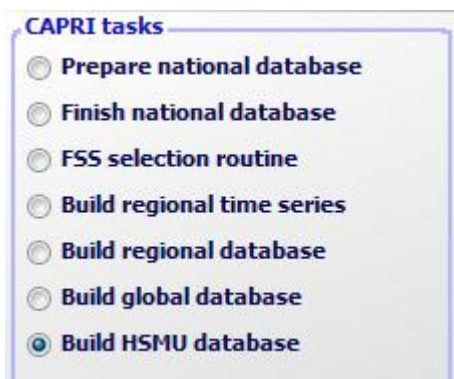 CAPRI tasks
Prepare national database
Finish national database
FSS selection routine
Build regional time series
Build regional database
Build global database
Build HSMU database